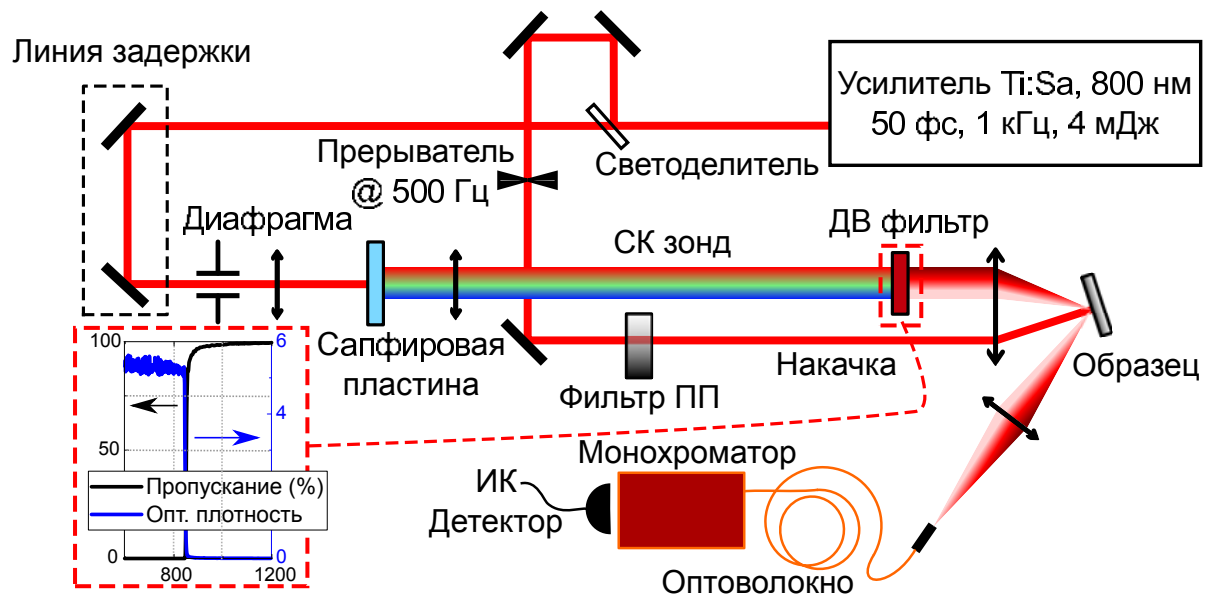 Линия задержки
Усилитель Ti:Sa, 800 нм
50 фс, 1 кГц, 4 мДж
Прерыватель
@ 500 Гц
Светоделитель
Диафрагма
СК зонд
ДВ фильтр
Сапфировая
пластина
Накачка
Образец
Фильтр ПП
100
6
4
50
Пропускание (%)
Опт. плотность
0
0
800
1200
Монохроматор
ИК
Детектор
Оптоволокно